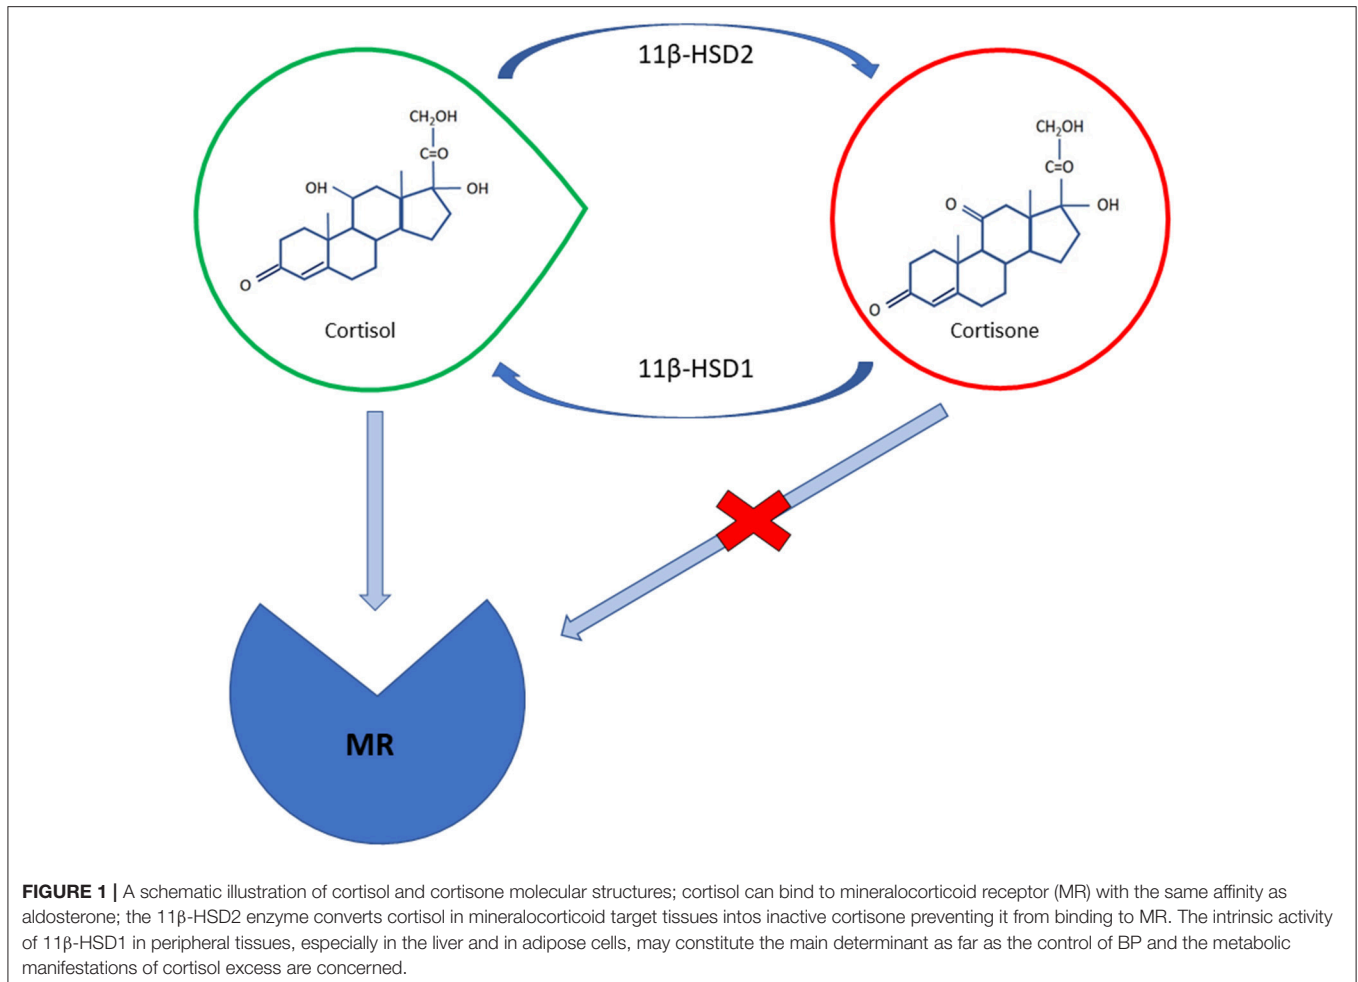 11β-HSD2
CH₂OH
C=O
OH
OH
O
Cortisol
CH₂OH
C=O
O
OH
O
Cortisone
11β-HSD1
MR
FIGURE 1 | A schematic illustration of cortisol and cortisone molecular structures; cortisol can bind to mineralocorticoid receptor (MR) with the same affinity as
aldosterone; the 11β-HSD2 enzyme converts cortisol in mineralocorticoid target tissues intos inactive cortisone preventing it from binding to MR. The intrinsic activity
of 11β-HSD1 in peripheral tissues, especially in the liver and in adipose cells, may constitute the main determinant as far as the control of BP and the metabolic
manifestations of cortisol excess are concerned.